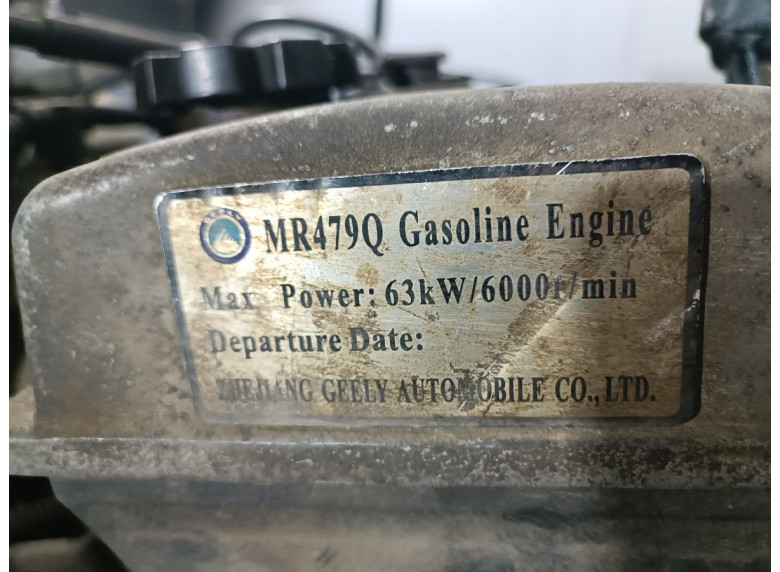 MR479Q Gasoline Engine
Max Power: 63kW/6000r/min
Departure Date:
ZHEJIANG GEELY AUTOMOBILE CO.,LTD.